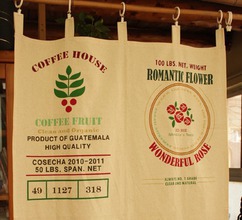 COFFEE HOUSE
COFFEE FRUIT
Clean and Organic
PRODUCT OF GUATEMALA
HIGH QUALITY
COSECHA 2010-2011
50 LBS. SPAN. NET
49 1127 318
100 LBS. NET. WEIGHT
ROMANTIC FLOWER
WONDERFUL ROSE